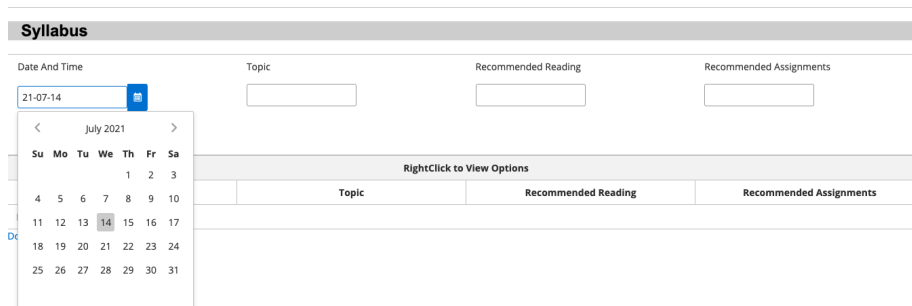 Syllabus
Date And Time Topic Recommended Reading Recommended Assignments
21-07-14
July 2021
Su Mo Tu We Th Fr Sa
1 2 3
RightClick to View Options
4 5 6 7 8 9 10
Topic Recommended Reading Recommended Assignments
11 12 13 14 15 16 17
18 19 20 21 22 23 24
25 26 27 28 29 30 31